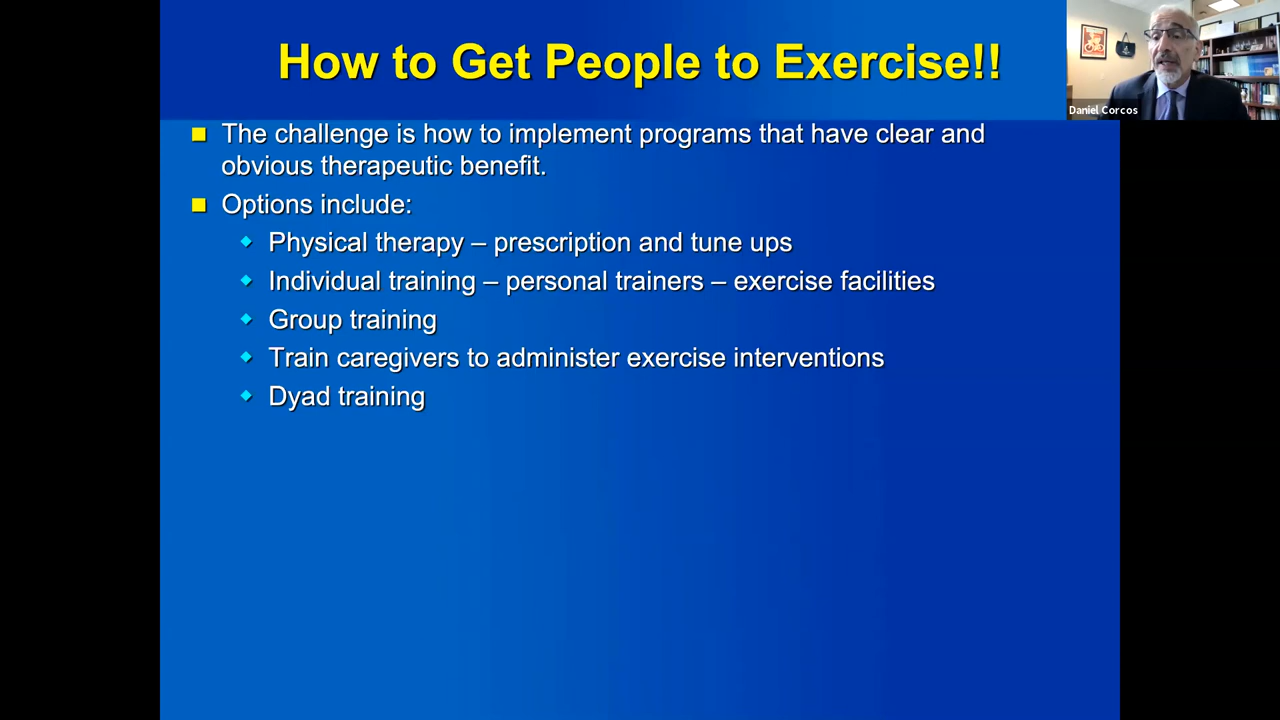 How to Get People to Exercise!!
Daniel Corcos
The challenge is how to implement programs that have clear and
obvious therapeutic benefit.
Options include:
Physical therapy – prescription and tune ups
Individual training – personal trainers – exercise facilities
Group training
Train caregivers to administer exercise interventions
Dyad training